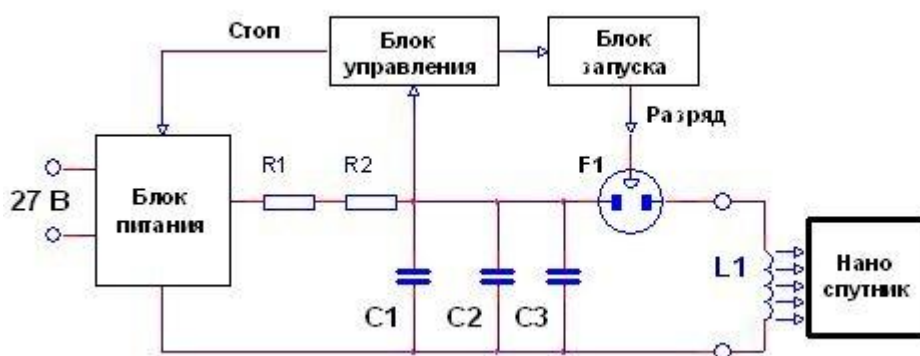 Стоп
Блок
управления
Блок
запуска
Разряд
27 В
Блок
питания
R1
R2
F1
C1
C2
C3
L1
Нано
спутник